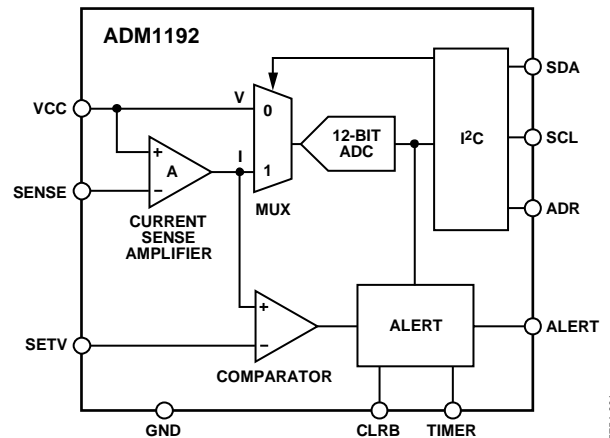 ADM1192
VCC
SENSE
SETV
V
I
+
A
−
CURRENT
SENSE
AMPLIFIER
0
1
MUX
12-BIT
ADC
I²C
SDA
SCL
ADR
+
−
COMPARATOR
ALERT
ALERT
GND
CLRB
TIMER